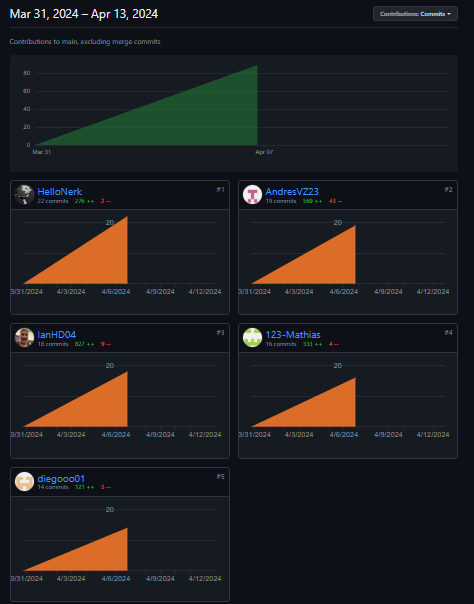 Mar 31, 2024 – Apr 13, 2024
Contributions: Commits
Contributions to main, excluding merge commits
80
60
40
20
0
Mar 31 Apr 07
HelloNerk #1
22 commits 276 ++ 2 --
20
3/31/2024 4/3/2024 4/6/2024 4/9/2024 4/12/2024
AndresVZ23 #2
19 commits 569 ++ 43 --
20
3/31/2024 4/3/2024 4/6/2024 4/9/2024 4/12/2024
IanHD04 #3
18 commits 827 ++ 9 --
20
3/31/2024 4/3/2024 4/6/2024 4/9/2024 4/12/2024
123-Mathias #4
16 commits 333 ++ 4 --
20
3/31/2024 4/3/2024 4/6/2024 4/9/2024 4/12/2024
diegooo01 #5
14 commits 121 ++ 5 --
20
3/31/2024 4/3/2024 4/6/2024 4/9/2024 4/12/2024